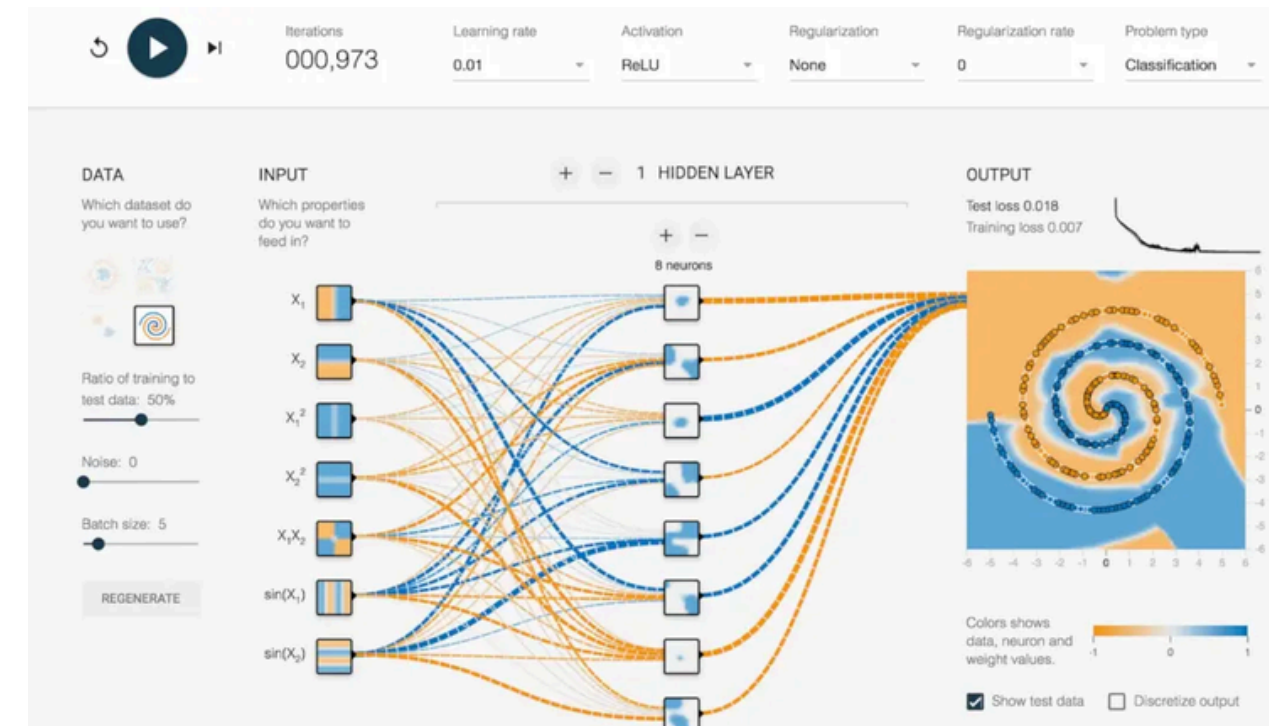 Iterations
000,973
Learning rate
0.01
Activation
ReLU
Regularization
None
Regularization rate
0
Problem type
Classification
DATA
Which dataset do
you want to use?
Ratio of training to
test data: 50%
Noise: 0
Batch size: 5
REGENERATE
INPUT
Which properties
do you want to
feed in?
X₁
X₂
X₁²
X₂²
X₁X₂
sin(X₁)
sin(X₂)
+ − 1 HIDDEN LAYER
+ −
8 neurons
OUTPUT
Test loss 0.018
Training loss 0.007
6
5
4
3
2
1
0
-1
-2
-3
-4
-5
-6
-6 -5 -4 -3 -2 -1 0 1 2 3 4 5 6
Colors shows
data, neuron and
weight values.
-1 0 1
Show test data
Discretize output